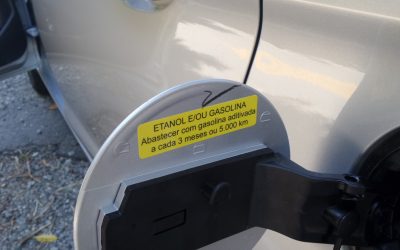 ETANOL E/OU GASOLINA
Abastecer com gasolina aditivada
a cada 3 meses ou 5.000 km